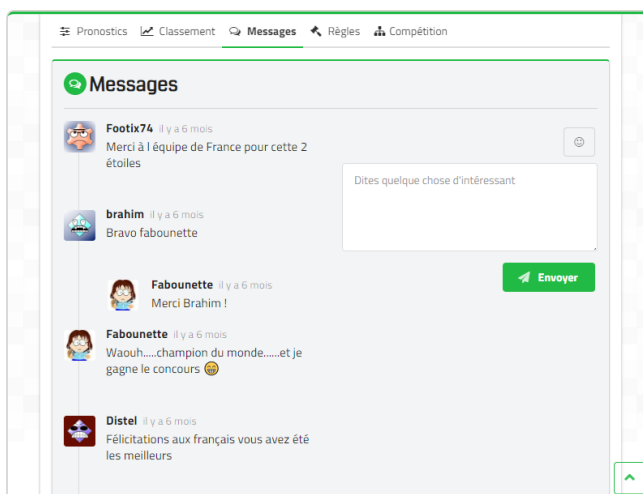 Pronostics Classement Messages Règles Compétition
Messages
Footix74 il y a 6 mois
Merci à l équipe de France pour cette 2
étoiles
Dites quelque chose d'intéressant
brahim il y a 6 mois
Bravo fabounette
Envoyer
Fabounette il y a 6 mois
Merci Brahim !
Fabounette il y a 6 mois
Waouh.....champion du monde......et je
gagne le concours 😁
Distel il y a 6 mois
Félicitations aux français vous avez été
les meilleurs